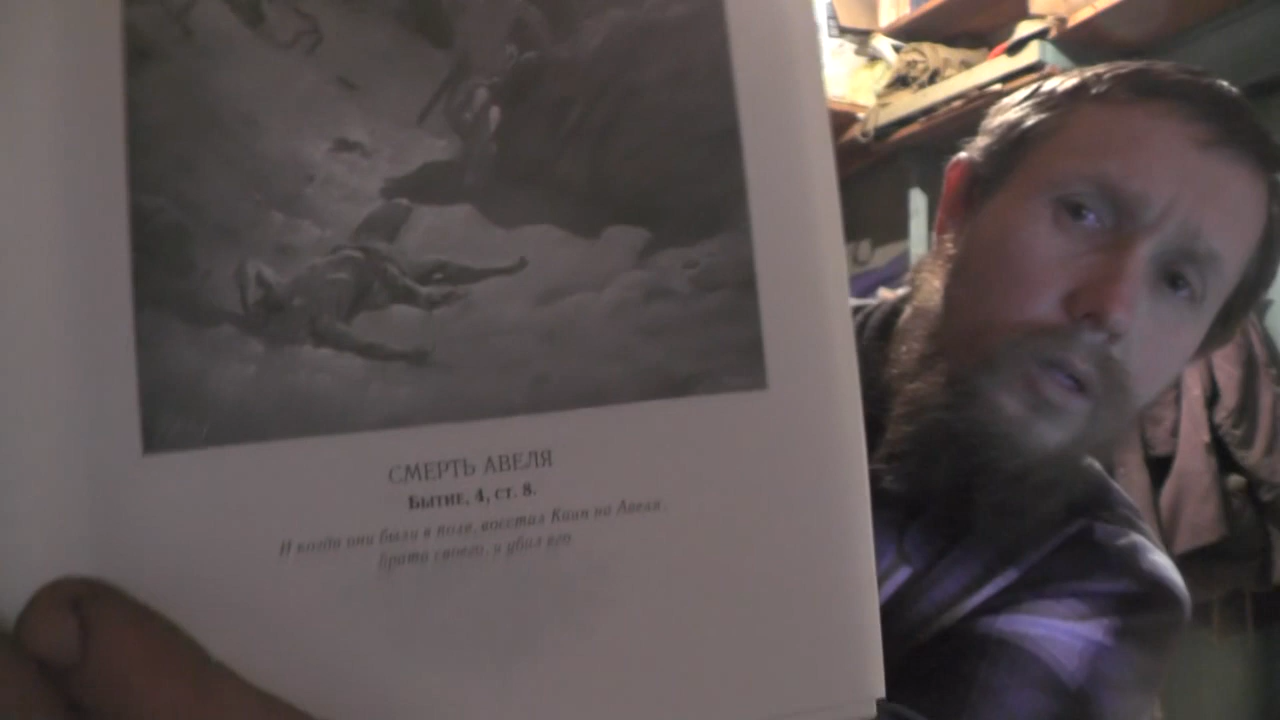 СМЕРТЬ АВЕЛЯ
Бытие, 4, ст. 8.
И когда они были в поле, восстал Каин на Авеля,
брата своего, и убил его.